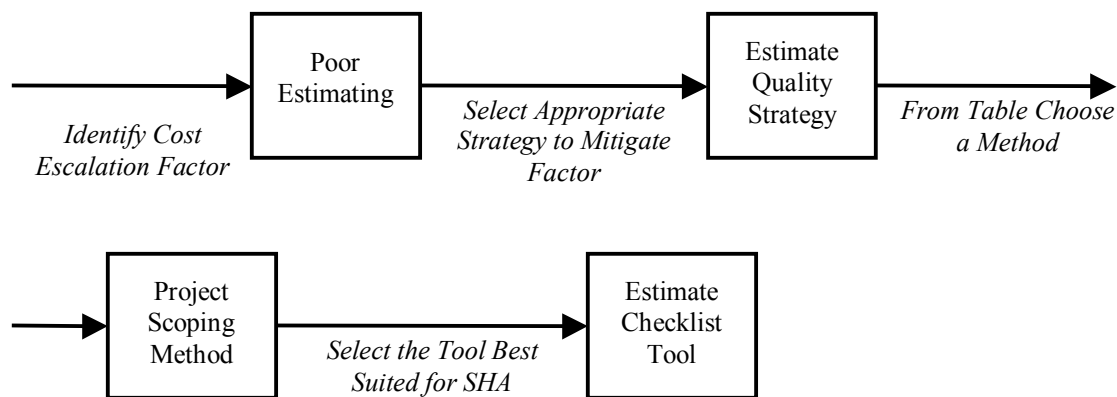 Poor
Estimating
Estimate
Quality
Strategy
Identify Cost
Escalation Factor
Select Appropriate
Strategy to Mitigate
Factor
From Table Choose
a Method
Project
Scoping
Method
Estimate
Checklist
Tool
Select the Tool Best
Suited for SHA